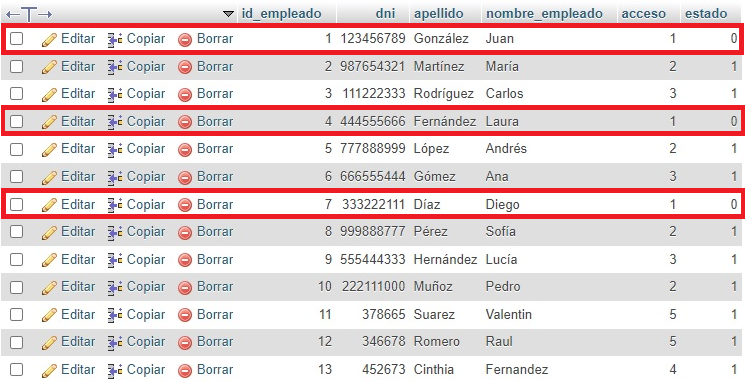 id_empleado dni apellido nombre_empleado acceso estado
Editar Copiar Borrar 1 123456789 González Juan 1 0
Editar Copiar Borrar 2 987654321 Martínez María 2 1
Editar Copiar Borrar 3 111222333 Rodríguez Carlos 3 1
Editar Copiar Borrar 4 444555666 Fernández Laura 1 0
Editar Copiar Borrar 5 777888999 López Andrés 2 1
Editar Copiar Borrar 6 666555444 Gómez Ana 3 1
Editar Copiar Borrar 7 333222111 Díaz Diego 1 0
Editar Copiar Borrar 8 999888777 Pérez Sofía 2 1
Editar Copiar Borrar 9 555444333 Hernández Lucía 3 1
Editar Copiar Borrar 10 222111000 Muñoz Pedro 2 1
Editar Copiar Borrar 11 378665 Suarez Valentin 5 1
Editar Copiar Borrar 12 346678 Romero Raul 5 1
Editar Copiar Borrar 13 452673 Cinthia Fernandez 4 1